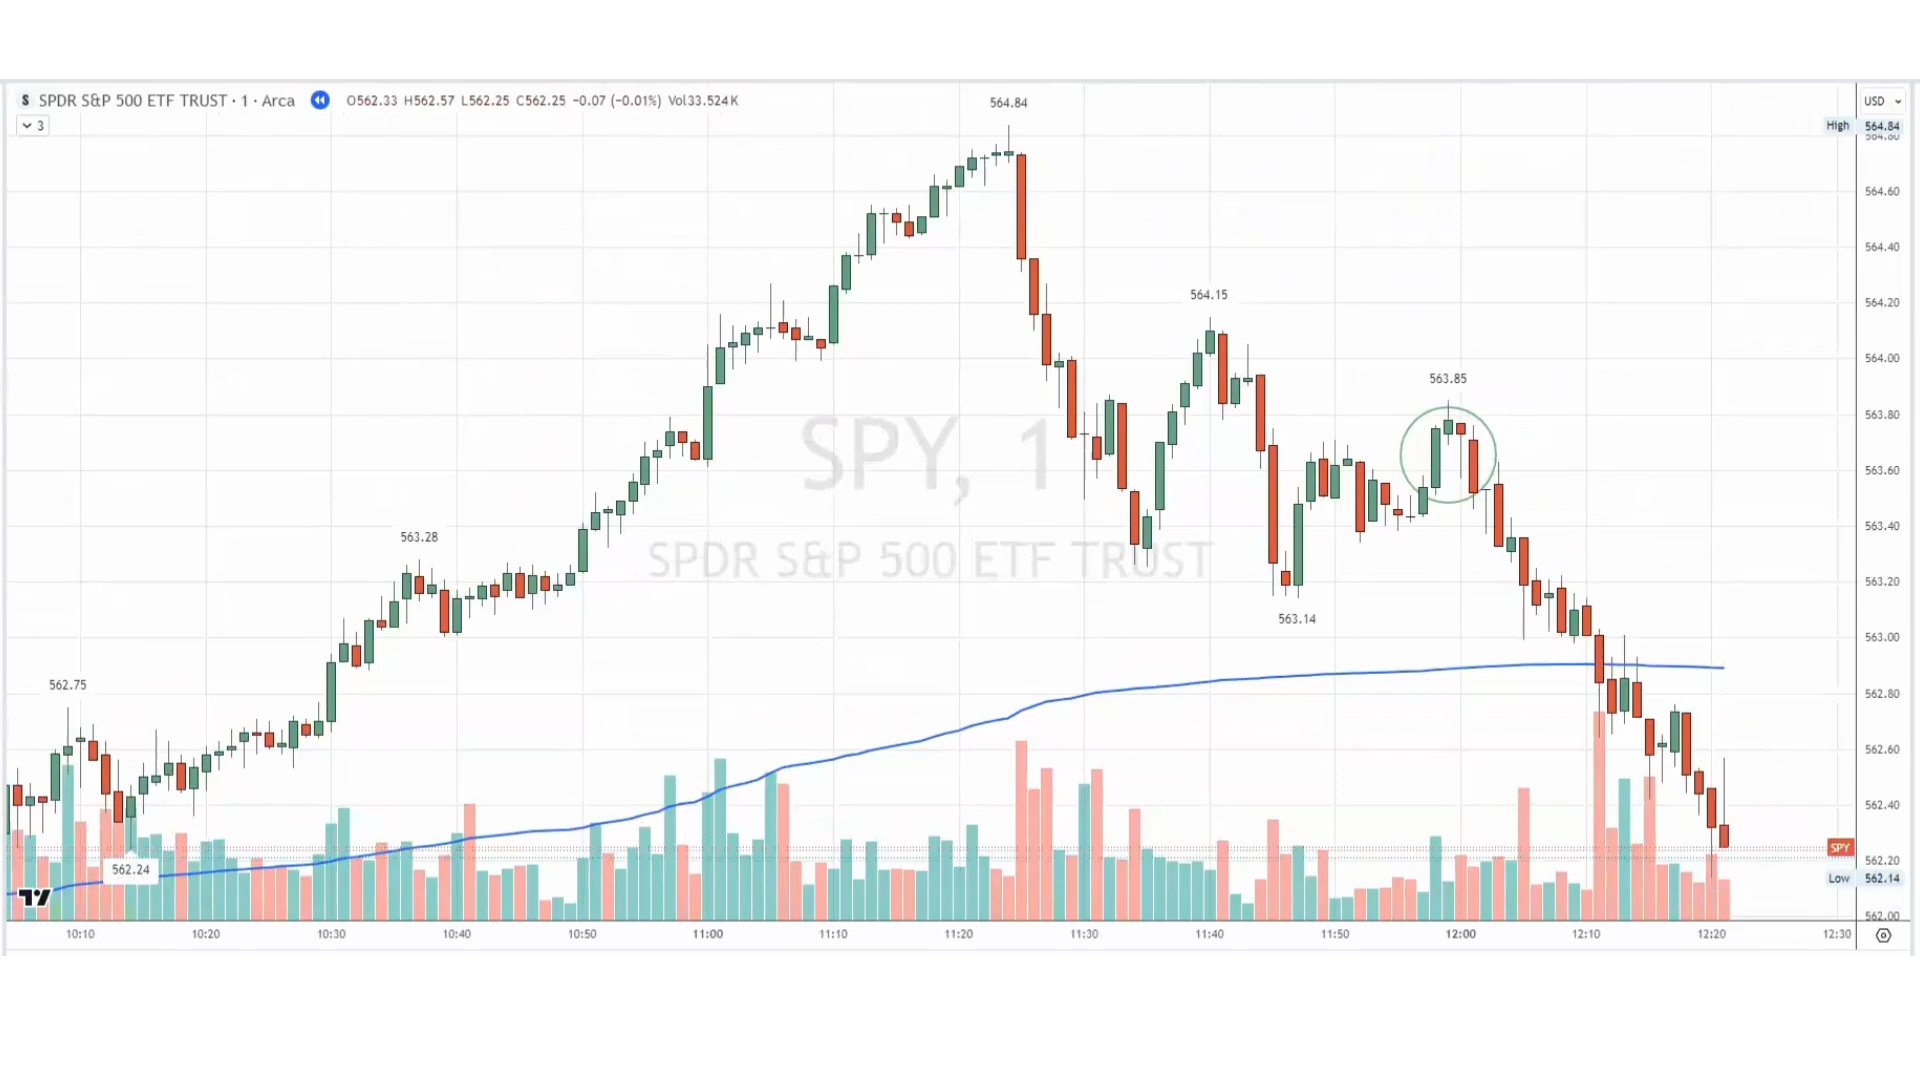 S SPDR S&P 500 ETF TRUST · 1 · Arca O562.33 H562.57 L562.25 C562.25 −0.07 (−0.01%) Vol33.524K
3
USD
564.84
High 564.84
564.80
564.60
564.40
564.20
564.15
564.00
563.85
563.80
SPY, 1
563.60
563.40
563.28
SPDR S&P 500 ETF TRUST
563.20
563.14
563.00
562.75
562.80
562.60
562.40
SPY
562.24
562.20
Low 562.14
562.00
10:10 10:20 10:30 10:40 10:50 11:00 11:10 11:20 11:30 11:40 11:50 12:00 12:10 12:20 12:30